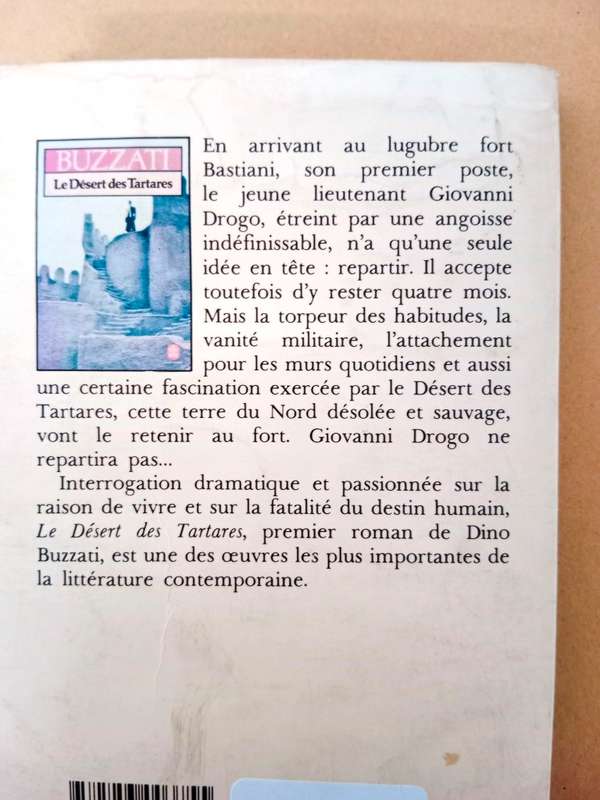 BUZZATI
Le Désert des Tartares
En arrivant au lugubre fort
Bastiani, son premier poste,
le jeune lieutenant Giovanni
Drogo, étreint par une angoisse
indéfinissable, n'a qu'une seule
idée en tête : repartir. Il accepte
toutefois d'y rester quatre mois.
Mais la torpeur des habitudes, la
vanité militaire, l'attachement
pour les murs quotidiens et aussi
une certaine fascination exercée par le Désert des
Tartares, cette terre du Nord désolée et sauvage,
vont le retenir au fort. Giovanni Drogo ne
repartira pas...
Interrogation dramatique et passionnée sur la
raison de vivre et sur la fatalité du destin humain,
Le Désert des Tartares, premier roman de Dino
Buzzati, est une des œuvres les plus importantes de
la littérature contemporaine.